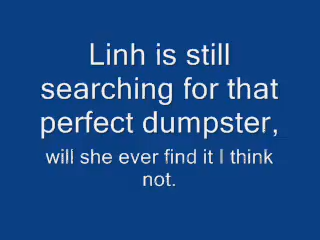 Linh is still
searching for that
perfect dumpster,
will she ever find it I think
not.